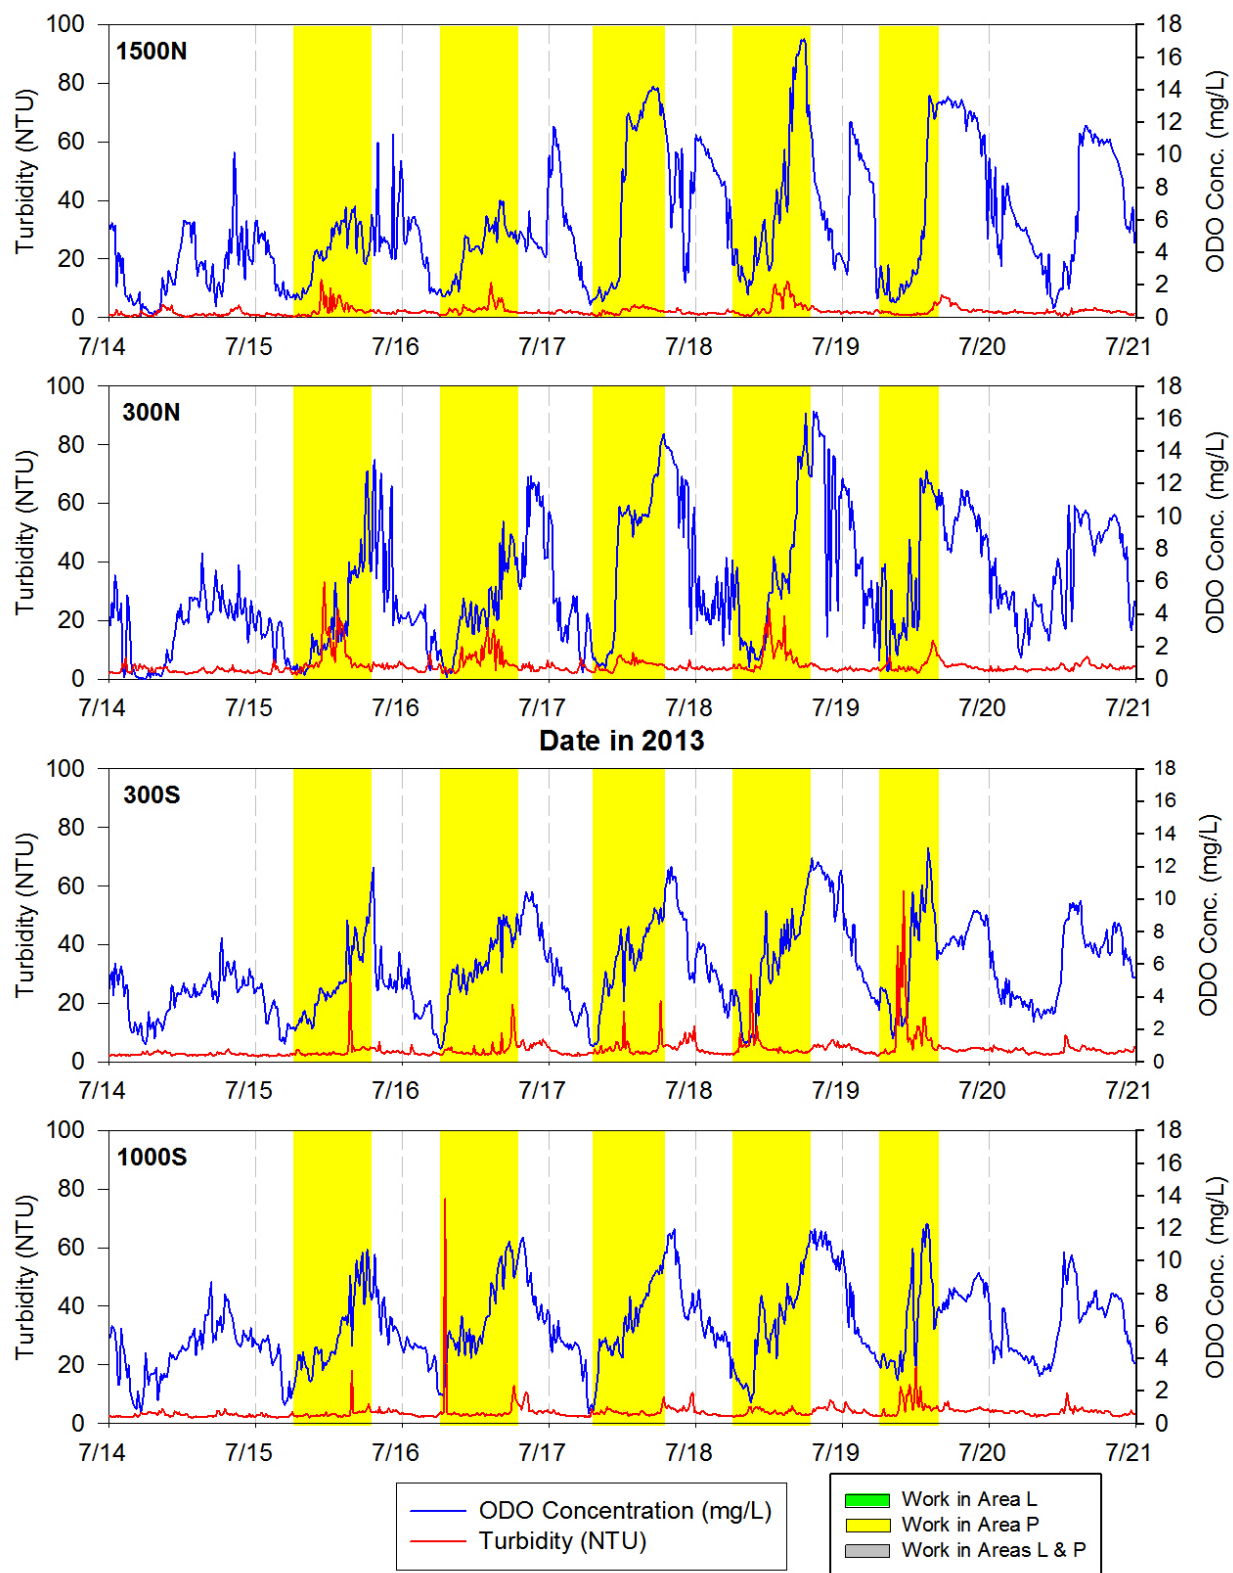 1500N
Turbidity (NTU)
100
80
60
40
20
0
18
16
14
12
10
8
6
4
2
0
ODO Conc. (mg/L)
7/14 7/15 7/16 7/17 7/18 7/19 7/20 7/21
300N
Turbidity (NTU)
100
80
60
40
20
0
18
16
14
12
10
8
6
4
2
0
ODO Conc. (mg/L)
7/14 7/15 7/16 7/17 7/18 7/19 7/20 7/21
Date in 2013
300S
Turbidity (NTU)
100
80
60
40
20
0
18
16
14
12
10
8
6
4
2
0
ODO Conc. (mg/L)
7/14 7/15 7/16 7/17 7/18 7/19 7/20 7/21
1000S
Turbidity (NTU)
100
80
60
40
20
0
18
16
14
12
10
8
6
4
2
0
ODO Conc. (mg/L)
7/14 7/15 7/16 7/17 7/18 7/19 7/20 7/21
ODO Concentration (mg/L)
Turbidity (NTU)
Work in Area L
Work in Area P
Work in Areas L & P